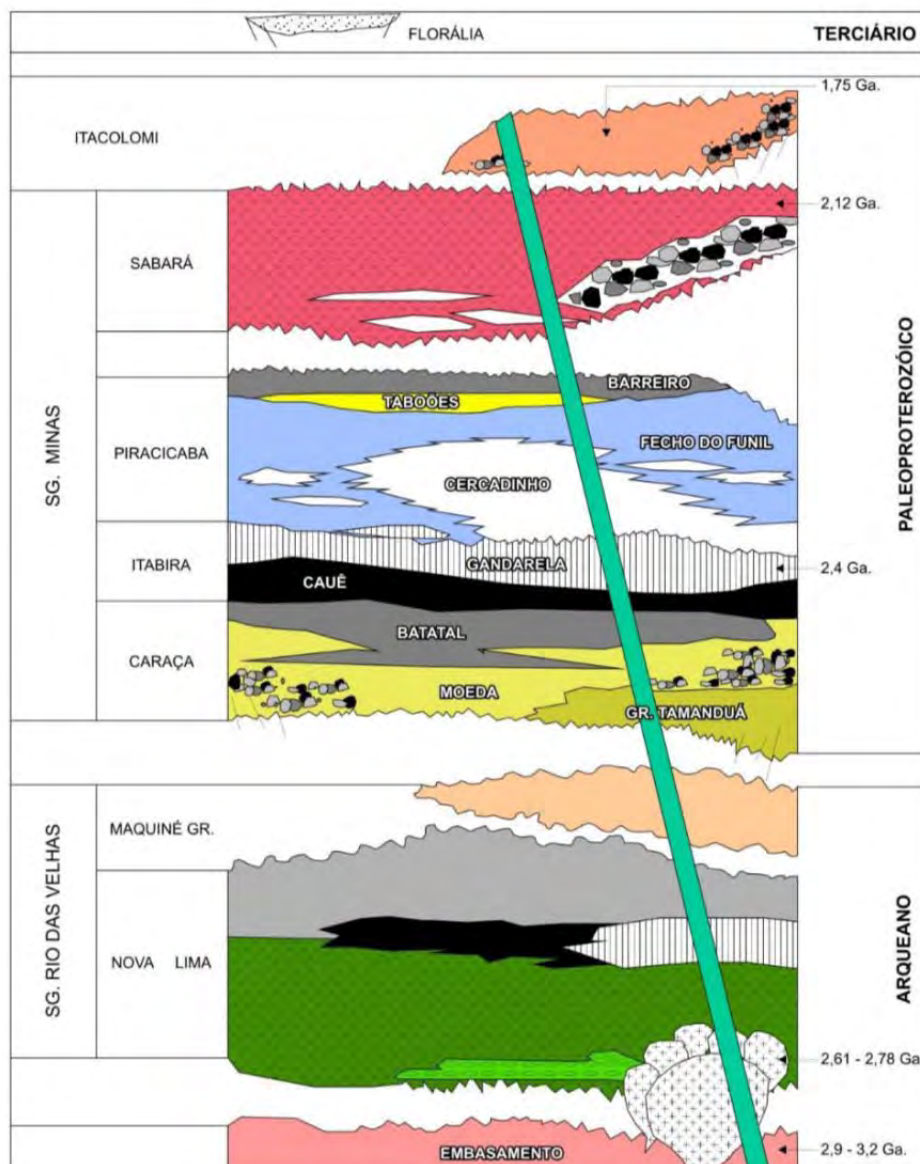 FLORÁLIA
TERCIÁRIO
1,75 Ga.
ITACOLOMI
2,12 Ga.
SABARÁ
SG. MINAS
PALEOPROTEROZÓICO
BARREIRO
TABOÕES
FECHO DO FUNIL
PIRACICABA
CERCADINHO
ITABIRA
GANDARELA
2,4 Ga.
CAUÊ
BATATAL
CARAÇA
MOEDA
GR. TAMANDUÁ
SG. RIO DAS VELHAS
MAQUINÉ GR.
ARQUEANO
NOVA LIMA
2,61 - 2,78 Ga
EMBASAMENTO
2,9 - 3,2 Ga.